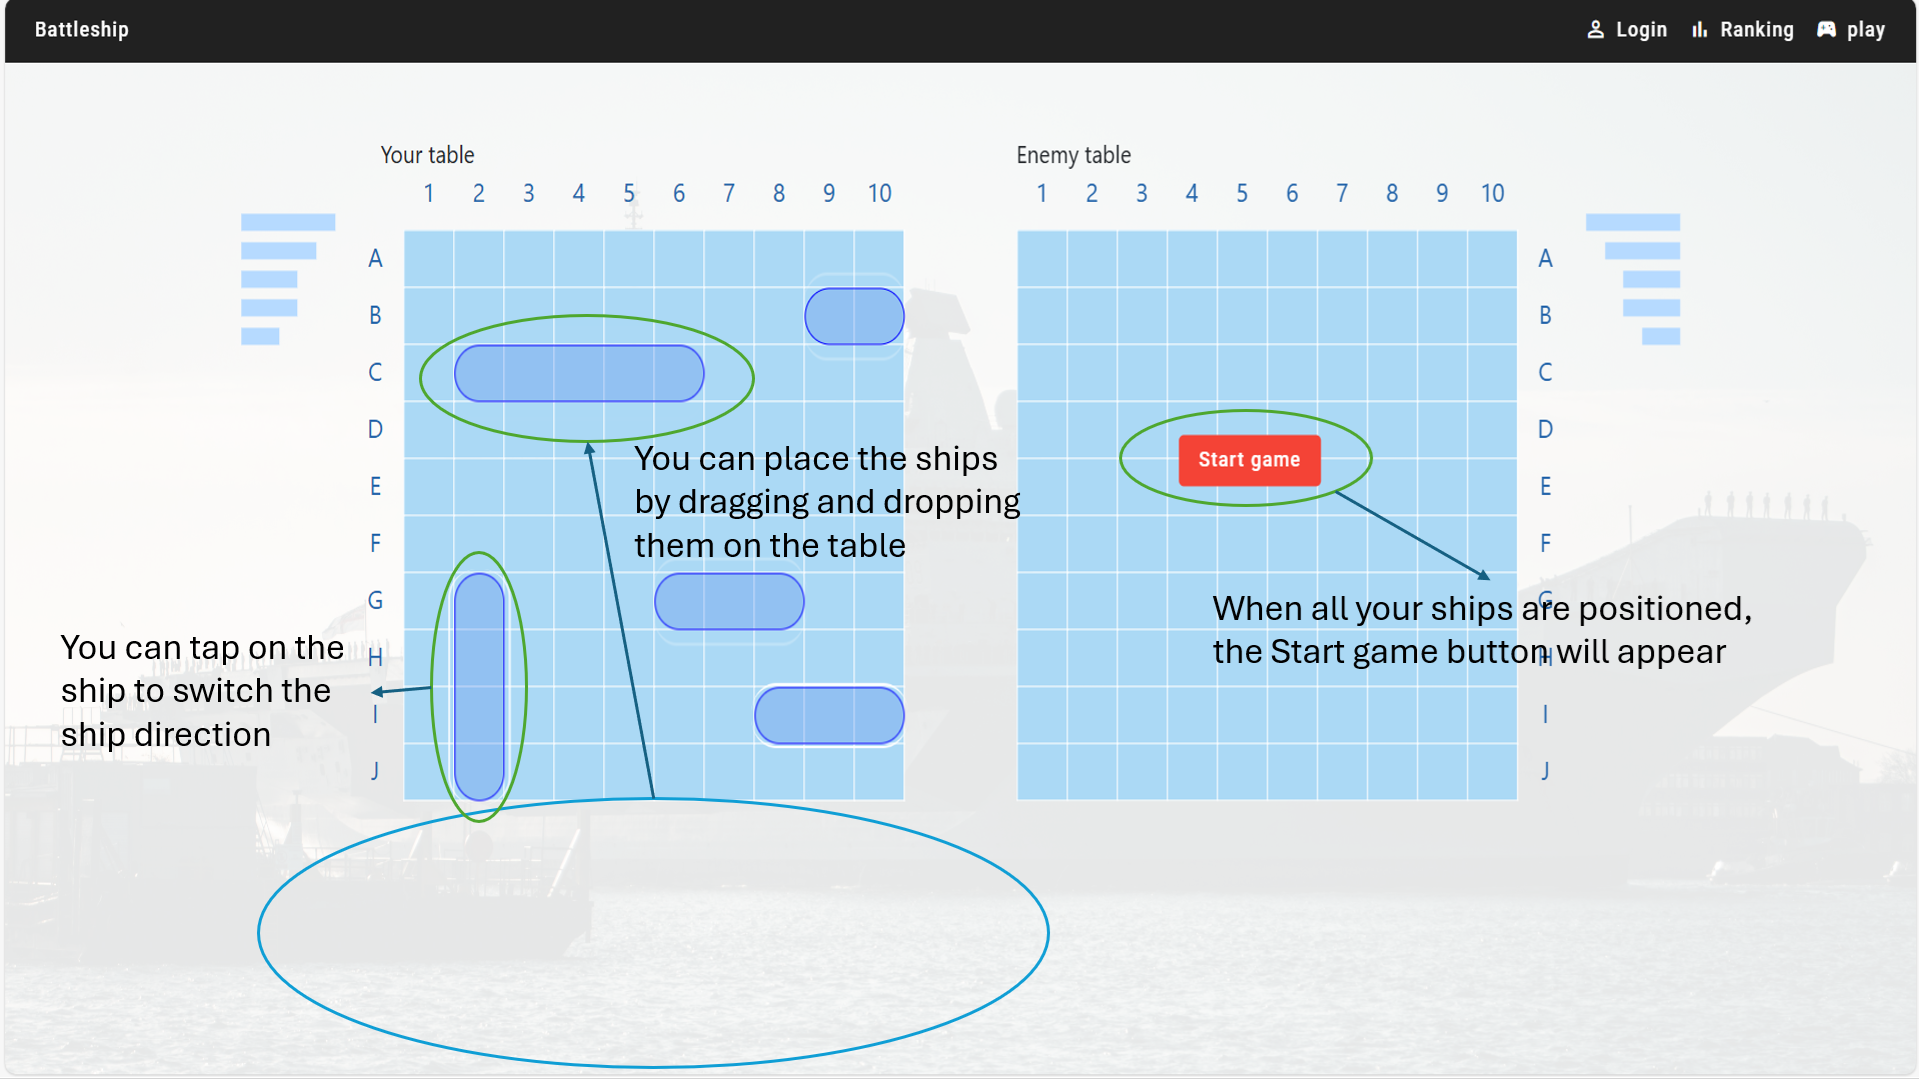 Battleship
Login
Ranking
play
Your table
1 2 3 4 5 6 7 8 9 10
A
B
C
D
E
F
G
H
I
J
Enemy table
1 2 3 4 5 6 7 8 9 10
A
B
C
D
E
F
G
H
I
J
Start game
You can place the ships
by dragging and dropping
them on the table
You can tap on the
ship to switch the
ship direction
When all your ships are positioned,
the Start game button will appear